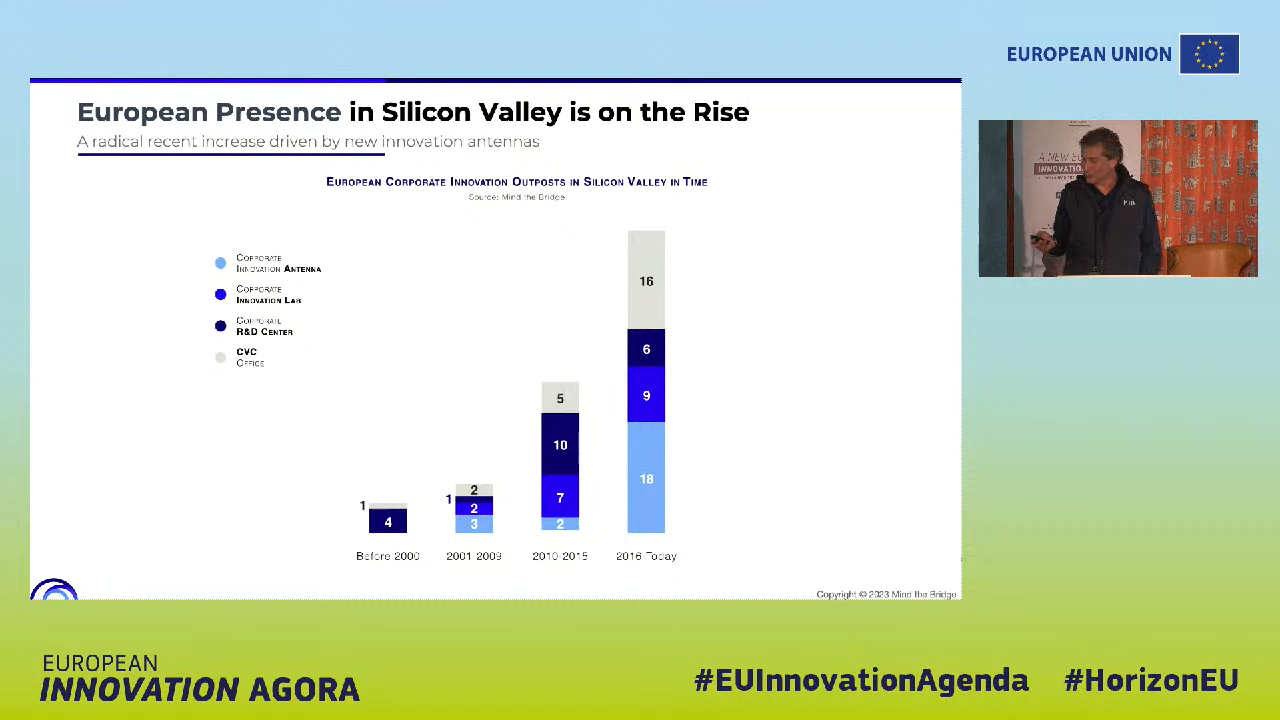 EUROPEAN UNION
European Presence in Silicon Valley is on the Rise
A radical recent increase driven by new innovation antennas
European Corporate Innovation Outposts in Silicon Valley in Time
Source: Mind the Bridge
Corporate
Innovation Antenna
Corporate
Innovation Lab
Corporate
R&D Center
CVC
Office
16
6
9
18
5
10
7
2
2
1
2
3
1
4
Before 2000
2001-2009
2010-2015
2016-Today
Copyright © 2023 Mind the Bridge
A NEW
INNOVATION
EUROPEAN
INNOVATION AGORA
#EUInnovationAgenda #HorizonEU